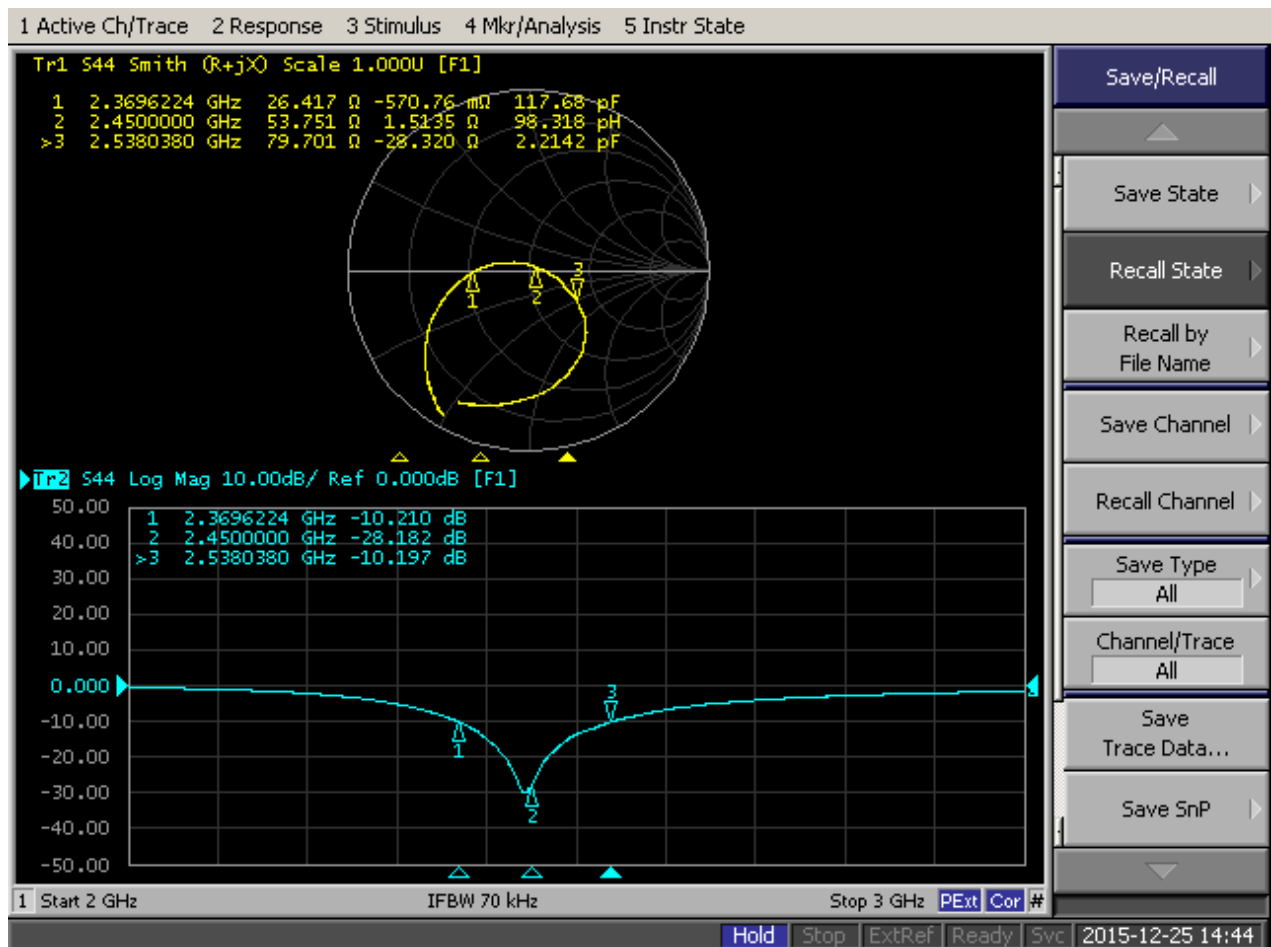 1 Active Ch/Trace 2 Response 3 Stimulus 4 Mkr/Analysis 5 Instr State
Tr1 S44 Smith (R+jX) Scale 1.000U [F1]
1 2.3696224 GHz 26.417 Ω -570.76 mΩ 117.68 pF
2 2.4500000 GHz 53.751 Ω 1.5135 Ω 98.318 pH
>3 2.5380380 GHz 79.701 Ω -28.320 Ω 2.2142 pF
3
1
2
Tr2 S44 Log Mag 10.00dB/ Ref 0.000dB [F1]
50.00
1 2.3696224 GHz -10.210 dB
40.00
2 2.4500000 GHz -28.182 dB
>3 2.5380380 GHz -10.197 dB
30.00
20.00
10.00
0.000
3
-10.00
1
-20.00
-30.00
2
-40.00
-50.00
1 Start 2 GHz IFBW 70 kHz Stop 3 GHz PExt Cor #
Save/Recall
Save State
Recall State
Recall by
File Name
Save Channel
Recall Channel
Save Type
All
Channel/Trace
All
Save
Trace Data...
Save SnP
Hold Stop ExtRef Ready Svc 2015-12-25 14:44